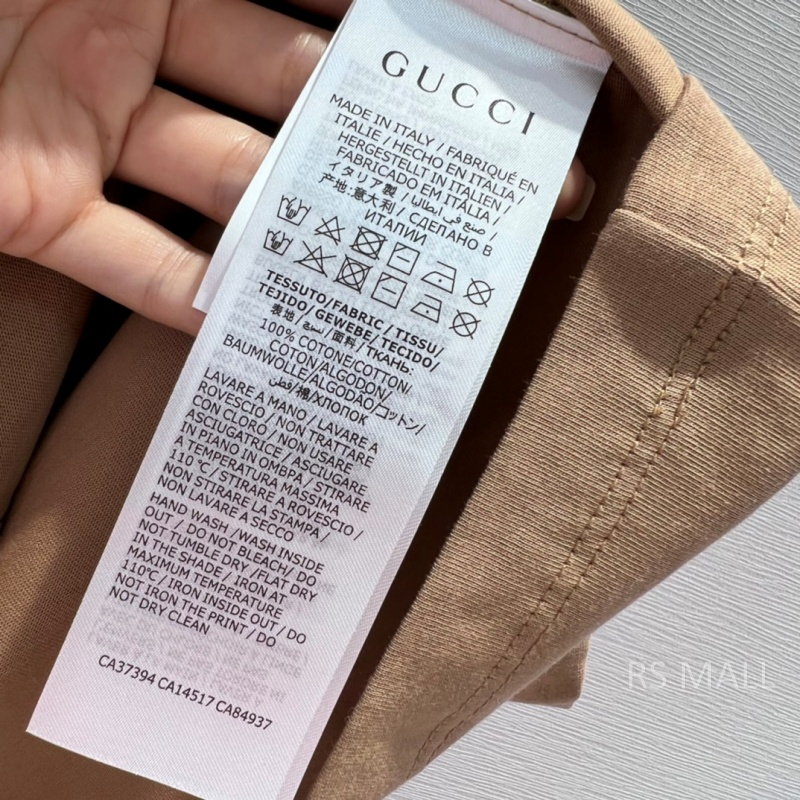 GUCCI
MADE IN ITALY / FABRIQUÉ EN
ITALIE / HECHO EN ITALIA /
HERGESTELLT IN ITALIEN /
FABRICADO EM ITÁLIA /
イタリア製 / صنع في ايطاليا /
产地:意大利 / СДЕЛАНО В
ИТАЛИИ
TESSUTO/FABRIC / TISSU/
TEJIDO/ GEWEBE/ TECIDO/
表地 / نسيج / 面料 / ТКАНЬ:
100% COTONE/COTTON/
COTON/ALGODON/
BAUMWOLLE/ALGODÃO/コットン/
قطن/棉/ХЛОПОК
LAVARE A MANO / LAVARE A
ROVESCIO / NON TRATTARE
CON CLORO / NON USARE
ASCIUGATRICE / ASCIUGARE
IN PIANO IN OMBRA / STIRARE
A TEMPERATURA MASSIMA
110 °C / STIRARE A ROVESCIO /
NON STIRARE LA STAMPA /
NON LAVARE A SECCO
HAND WASH /WASH INSIDE
OUT / DO NOT BLEACH/ DO
NOT TUMBLE DRY /FLAT DRY
IN THE SHADE / IRON AT
MAXIMUM TEMPERATURE
110°C / IRON INSIDE OUT / DO
NOT IRON THE PRINT / DO
NOT DRY CLEAN
CA37394 CA14517 CA84937
RS MALL